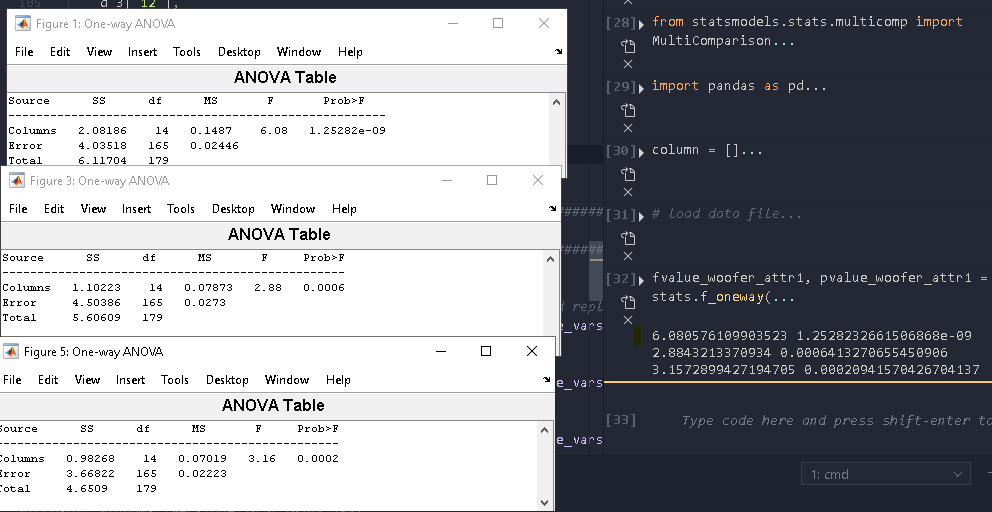 105 d 3[ 12 ],
Figure 1: One-way ANOVA
File Edit View Insert Tools Desktop Window Help
ANOVA Table
Source SS df MS F Prob>F
Columns 2.08186 14 0.1487 6.08 1.25282e-09
Error 4.03518 165 0.02446
Total 6.11704 179
Figure 3: One-way ANOVA
File Edit View Insert Tools Desktop Window Help
ANOVA Table
Source SS df MS F Prob>F
Columns 1.10223 14 0.07873 2.88 0.0006
Error 4.50386 165 0.0273
Total 5.60609 179
Figure 5: One-way ANOVA
File Edit View Insert Tools Desktop Window Help
ANOVA Table
Source SS df MS F Prob>F
Columns 0.98268 14 0.07019 3.16 0.0002
Error 3.66822 165 0.02223
Total 4.6509 179
######
######
d repl
e_vars
e_vars
e_vars
[28] from statsmodels.stats.multicomp import
MultiComparison...
[29] import pandas as pd...
[30] column = []...
[31] # load data file...
[32] fvalue_woofer_attr1, pvalue_woofer_attr1 =
stats.f_oneway(...
6.080576109903523 1.2528232661506868e-09
2.8843213370934 0.0006413270655450906
3.1572899427194705 0.00020941570426704137
[33] Type code here and press shift-enter to
1: cmd